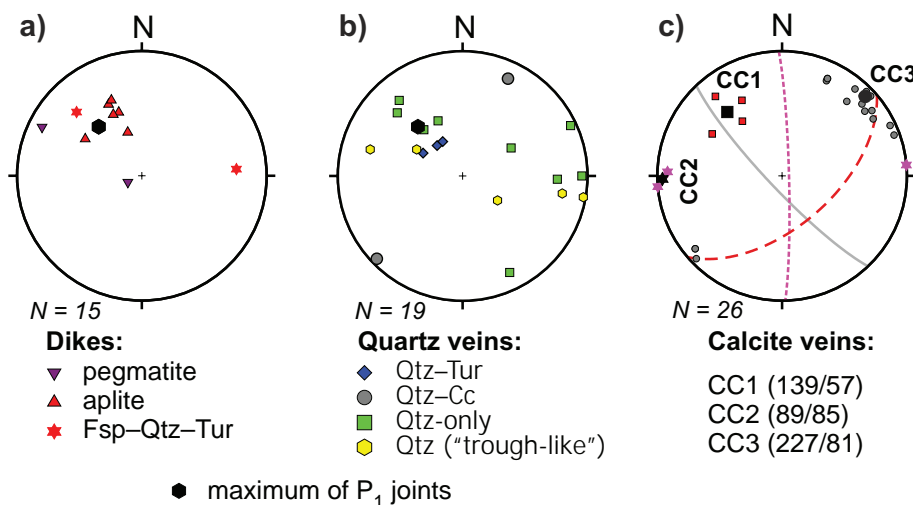 a)
N
N = 15
Dikes:
pegmatite
aplite
Fsp–Qtz–Tur
b)
N
N = 19
Quartz veins:
Qtz–Tur
Qtz–Cc
Qtz-only
Qtz (“trough-like”)
c)
N
CC1
CC3
CC2
N = 26
Calcite veins:
CC1 (139/57)
CC2 (89/85)
CC3 (227/81)
maximum of P₁ joints